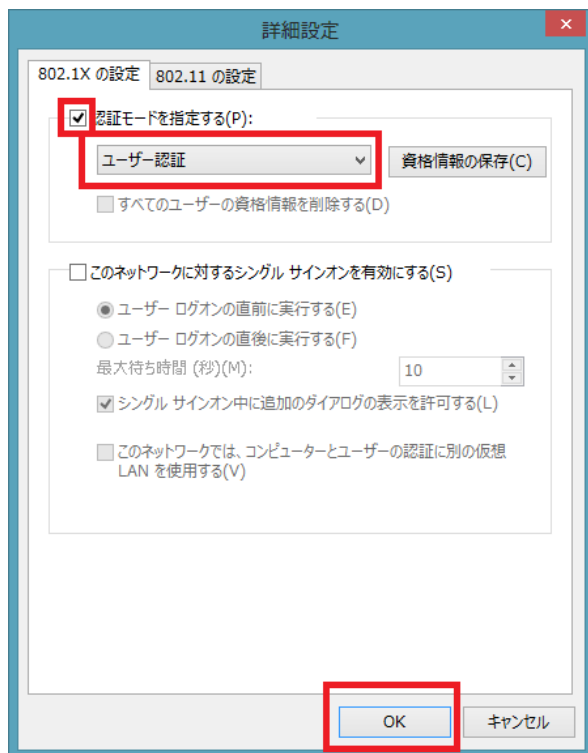 詳細設定
802.1X の設定 802.11 の設定
認証モードを指定する(P):
ユーザー認証 資格情報の保存(C)
すべてのユーザーの資格情報を削除する(D)
このネットワークに対するシングル サインオンを有効にする(S)
ユーザー ログオンの直前に実行する(E)
ユーザー ログオンの直後に実行する(F)
最大待ち時間 (秒)(M): 10
シングル サインオン中に追加のダイアログの表示を許可する(L)
このネットワークでは、コンピューターとユーザーの認証に別の仮想
LAN を使用する(V)
OK キャンセル